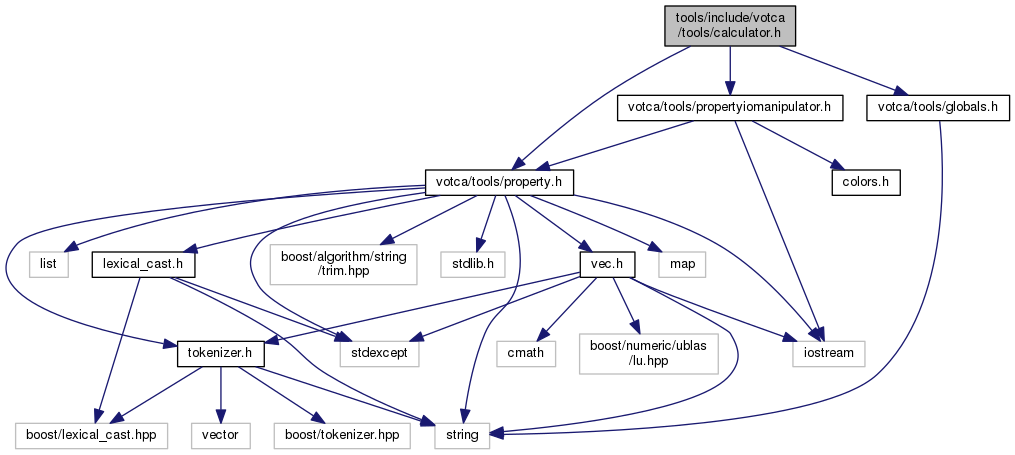 tools/include/votca
/tools/calculator.h
votca/tools/propertyiomanipulator.h
votca/tools/globals.h
votca/tools/property.h
colors.h
list
lexical_cast.h
boost/algorithm/string
/trim.hpp
stdlib.h
vec.h
map
tokenizer.h
stdexcept
cmath
boost/numeric/ublas
/lu.hpp
iostream
boost/lexical_cast.hpp
vector
boost/tokenizer.hpp
string